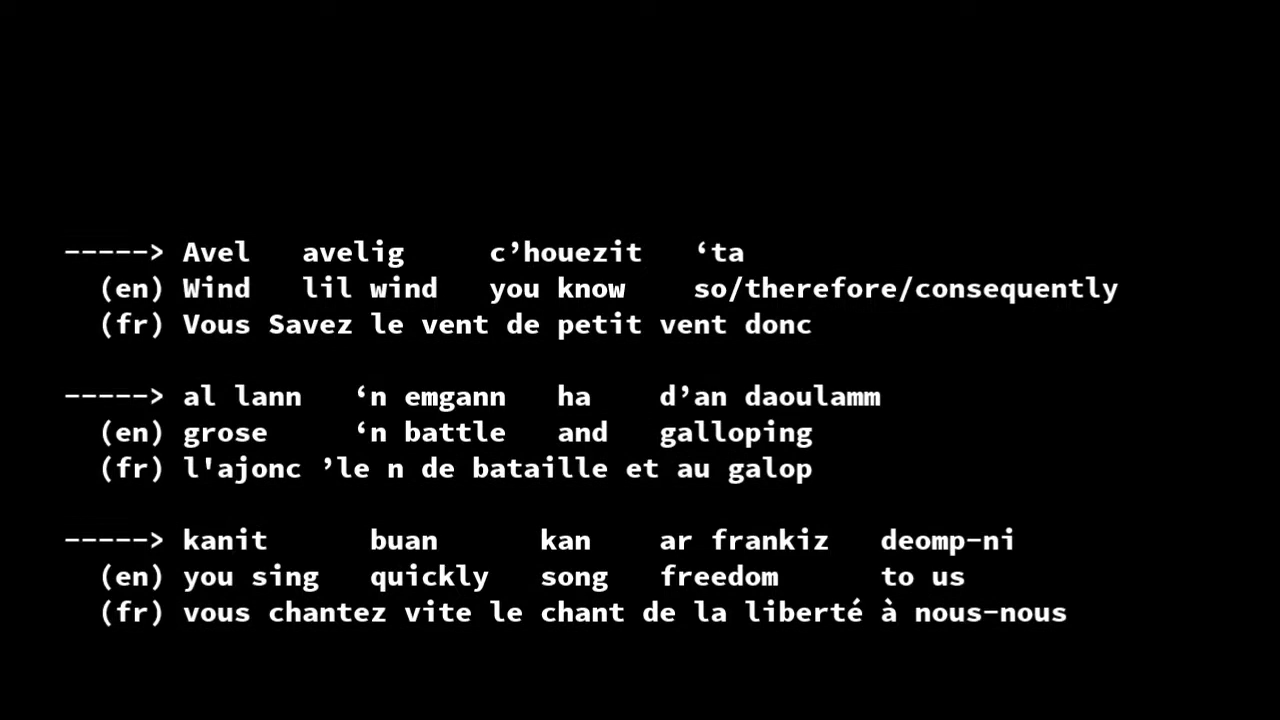 -----> Avel avelig c’houezit ‘ta
(en) Wind lil wind you know so/therefore/consequently
(fr) Vous Savez le vent de petit vent donc
-----> al lann ‘n emgann ha d’an daoulamm
(en) grose ‘n battle and galloping
(fr) l'ajonc ’le n de bataille et au galop
-----> kanit buan kan ar frankiz deomp-ni
(en) you sing quickly song freedom to us
(fr) vous chantez vite le chant de la liberté à nous-nous